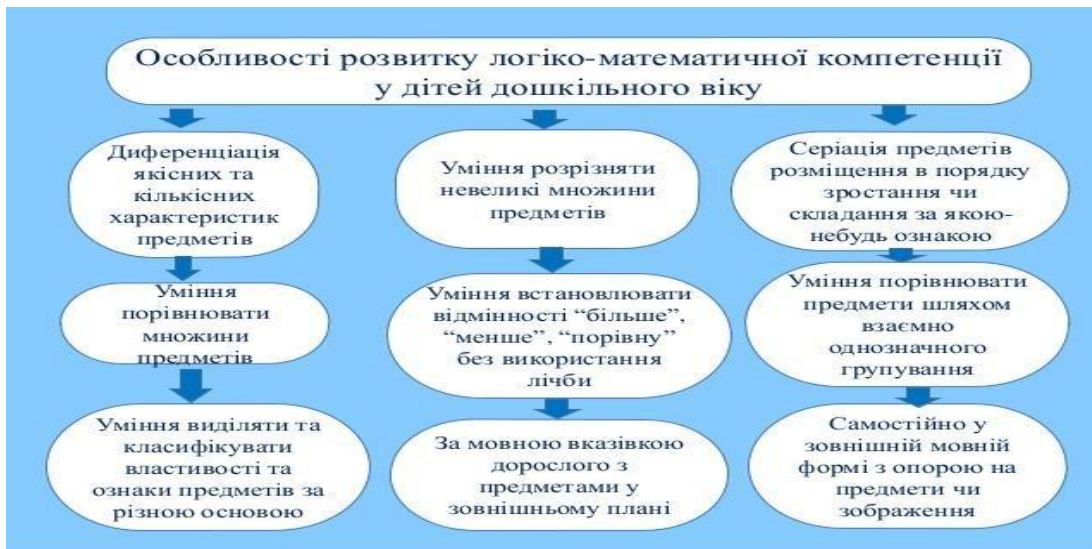 Особливості розвитку логіко-математичної компетенції
у дітей дошкільного віку
Диференціація
якісних та
кількісних
характеристик
предметів
Уміння
порівнювати
множини
предметів
Уміння виділяти та
класифікувати
властивості та
ознаки предметів за
різною основою
Уміння розрізняти
невеликі множини
предметів
Уміння встановлювати
відмінності “більше”,
“менше”, “порівну”
без використання
лічби
За мовною вказівкою
дорослого з
предметами у
зовнішньому плані
Серіація предметів
розміщення в порядку
зростання чи
складання за якою-
небудь ознакою
Уміння порівнювати
предмети шляхом
взаємно
однозначного
групування
Самостійно у
зовнішній мовній
формі з опорою на
предмети чи
зображення